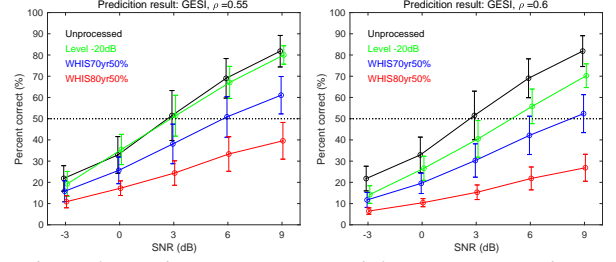 Predicition result: GESI, ρ =0.55
Percent correct (%)
100
90
80
70
60
50
40
30
20
10
0
Unprocessed
Level -20dB
WHIS70yr50%
WHIS80yr50%
-3 0 3 6 9
SNR (dB)
Predicition result: GESI, ρ =0.6
Percent correct (%)
100
90
80
70
60
50
40
30
20
10
0
Unprocessed
Level -20dB
WHIS70yr50%
WHIS80yr50%
-3 0 3 6 9
SNR (dB)